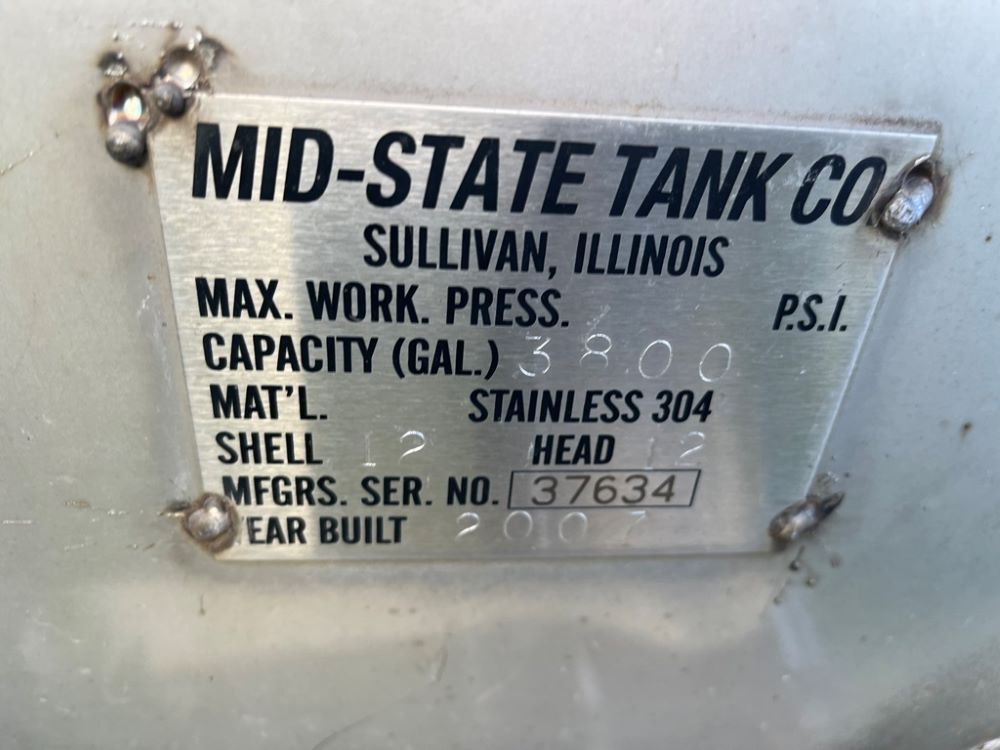 MID-STATE TANK CO
SULLIVAN, ILLINOIS
MAX. WORK. PRESS. P.S.I.
CAPACITY (GAL.) 3800
MAT'L. STAINLESS 304
SHELL 12 HEAD 12
MFGRS. SER. NO. 37634
YEAR BUILT 2007